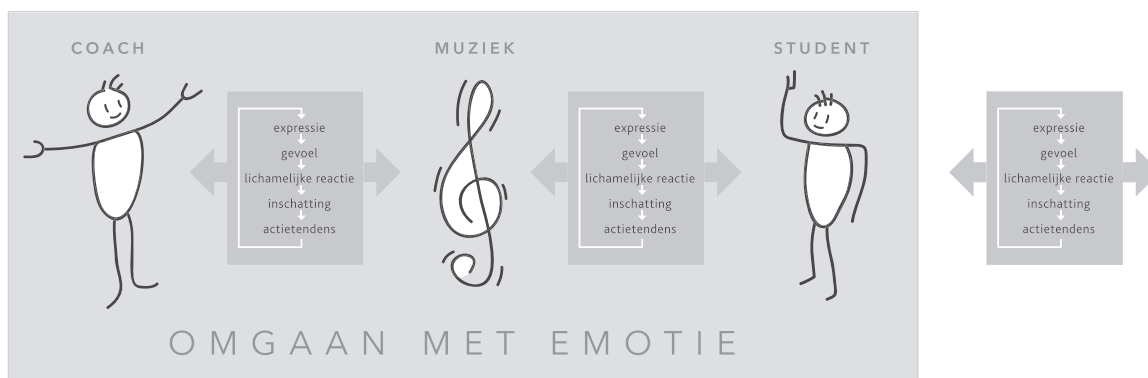 COACH
MUZIEK
STUDENT
expressie
gevoel
lichamelijke reactie
inschatting
actietendens
expressie
gevoel
lichamelijke reactie
inschatting
actietendens
expressie
gevoel
lichamelijke reactie
inschatting
actietendens
OMGAAN MET EMOTIE